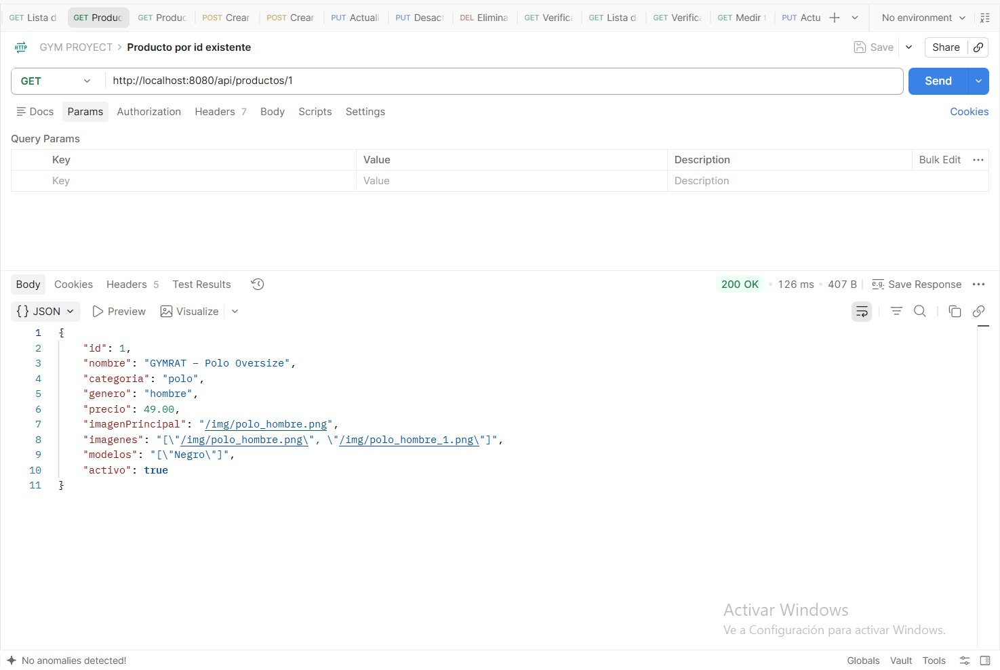 GET Lista d GET Produc GET Produc POST Crear POST Crear PUT Actuali PUT Desact DEL Elimina GET Verifica GET Lista d GET Verifica GET Medir t PUT Actu No environment
HTTP GYM PROYECT > Producto por id existente Save Share
GET http://localhost:8080/api/productos/1 Send
Docs Params Authorization Headers 7 Body Scripts Settings Cookies
Query Params
Key Value Description Bulk Edit
Key Value Description
Body Cookies Headers 5 Test Results 200 OK 126 ms 407 B e.g. Save Response
{} JSON Preview Visualize
1 {
2 "id": 1,
3 "nombre": "GYMRAT – Polo Oversize",
4 "categoria": "polo",
5 "genero": "hombre",
6 "precio": 49.00,
7 "imagenPrincipal": "/img/polo_hombre.png",
8 "imagenes": "[\"/img/polo_hombre.png\", \"/img/polo_hombre_1.png\"]",
9 "modelos": "[\"Negro\"]",
10 "activo": true
11 }
Activar Windows
Ve a Configuración para activar Windows.
No anomalies detected! Globals Vault Tools